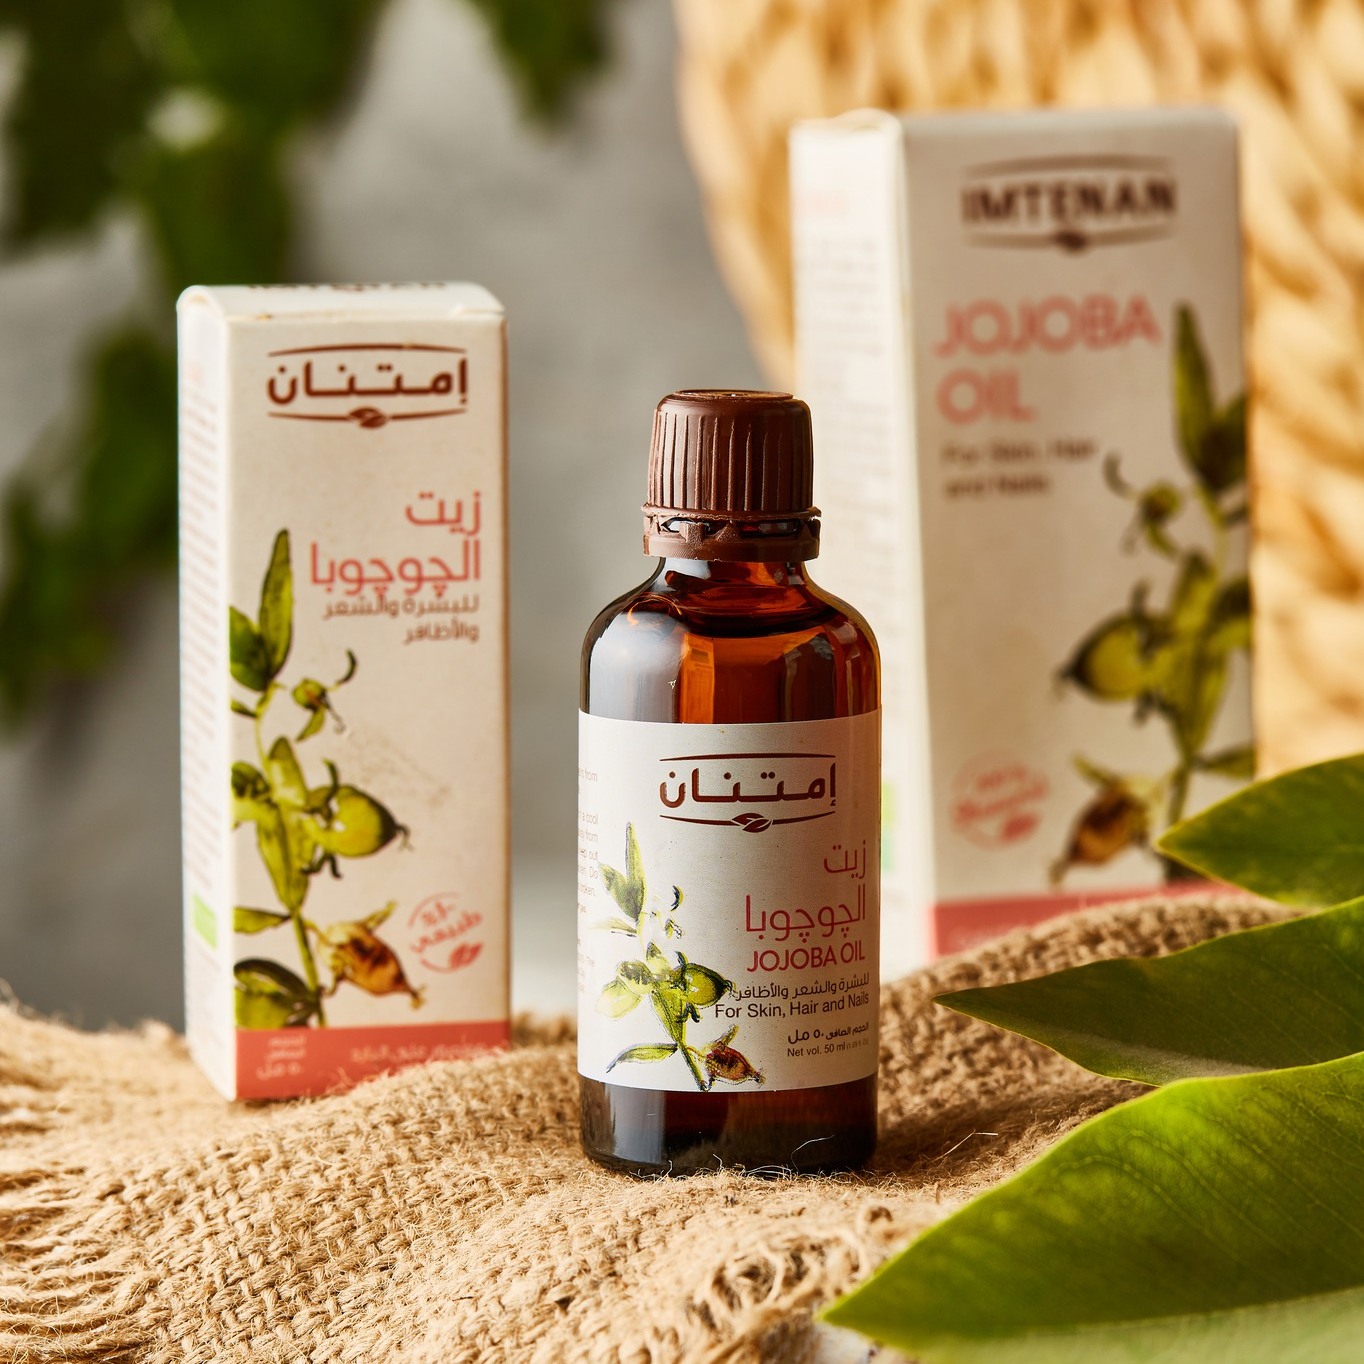 إمتنان
زيت
الچوچوبا
للبشرة والشعر
والأظافر
طبيعي
IMTENAN
JOJOBA
OIL
For Skin, Hair
and Nails
إمتنان
زيت
الچوچوبا
JOJOBA OIL
للبشرة والشعر والأظافر
For Skin, Hair and Nails
الحجم الصافي ٥٠ مل
Net vol. 50 ml